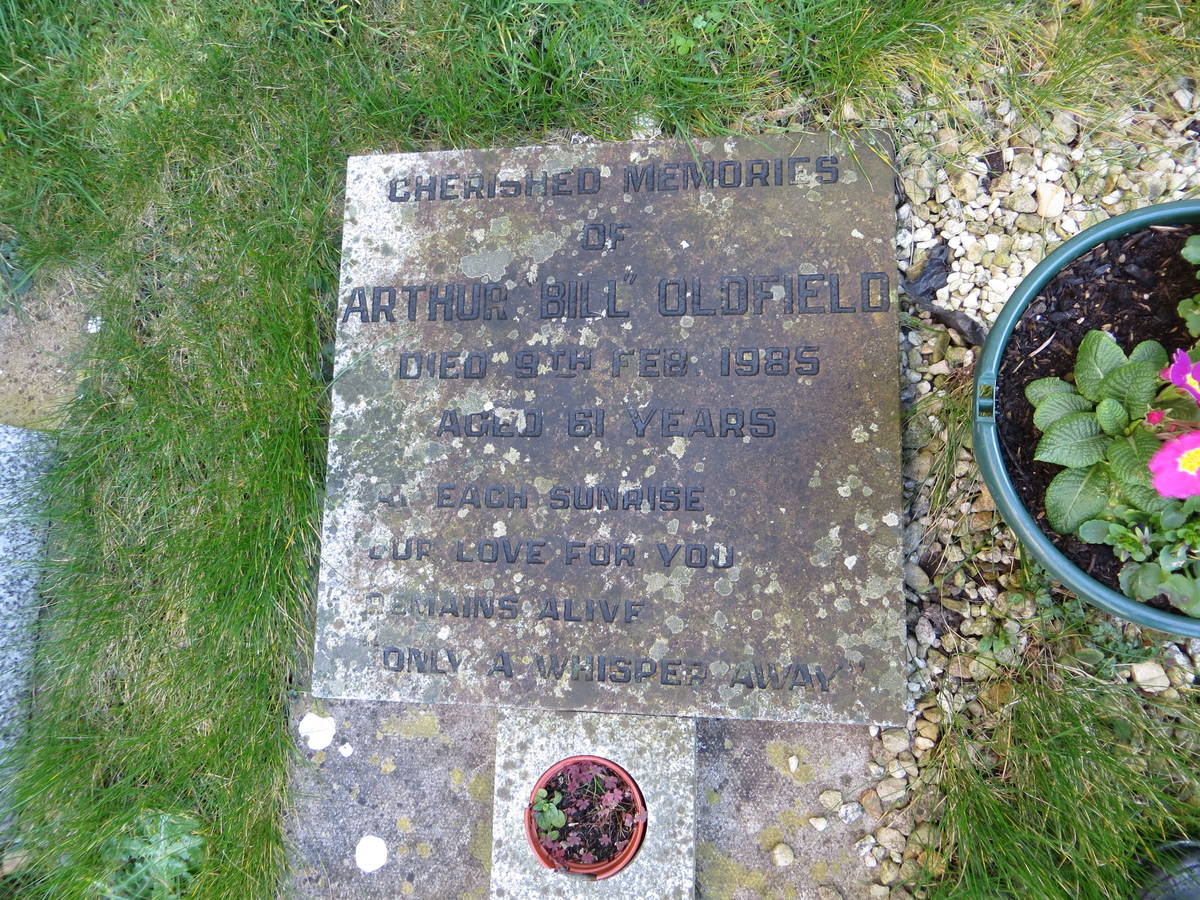 CHERISHED MEMORIES
OF
ARTHUR "BILL" OLDFIELD
DIED 9TH FEB. 1985
AGED 61 YEARS
AT EACH SUNRISE
OUR LOVE FOR YOU
REMAINS ALIVE
"ONLY A WHISPER AWAY"